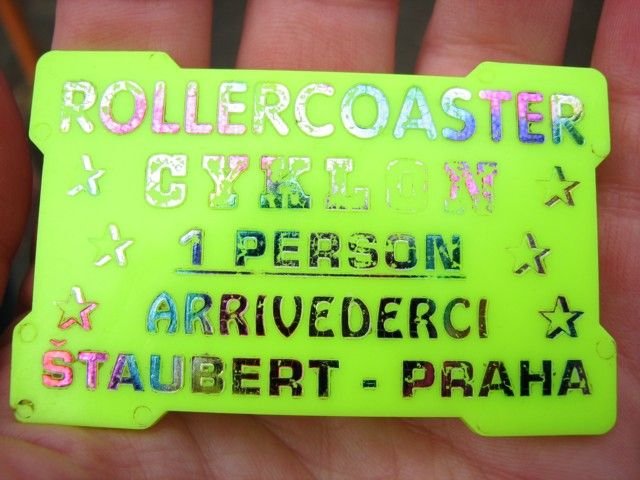 ROLLERCOASTER
CYKLON
1 PERSON
ARRIVEDERCI
ŠTAUBERT - PRAHA